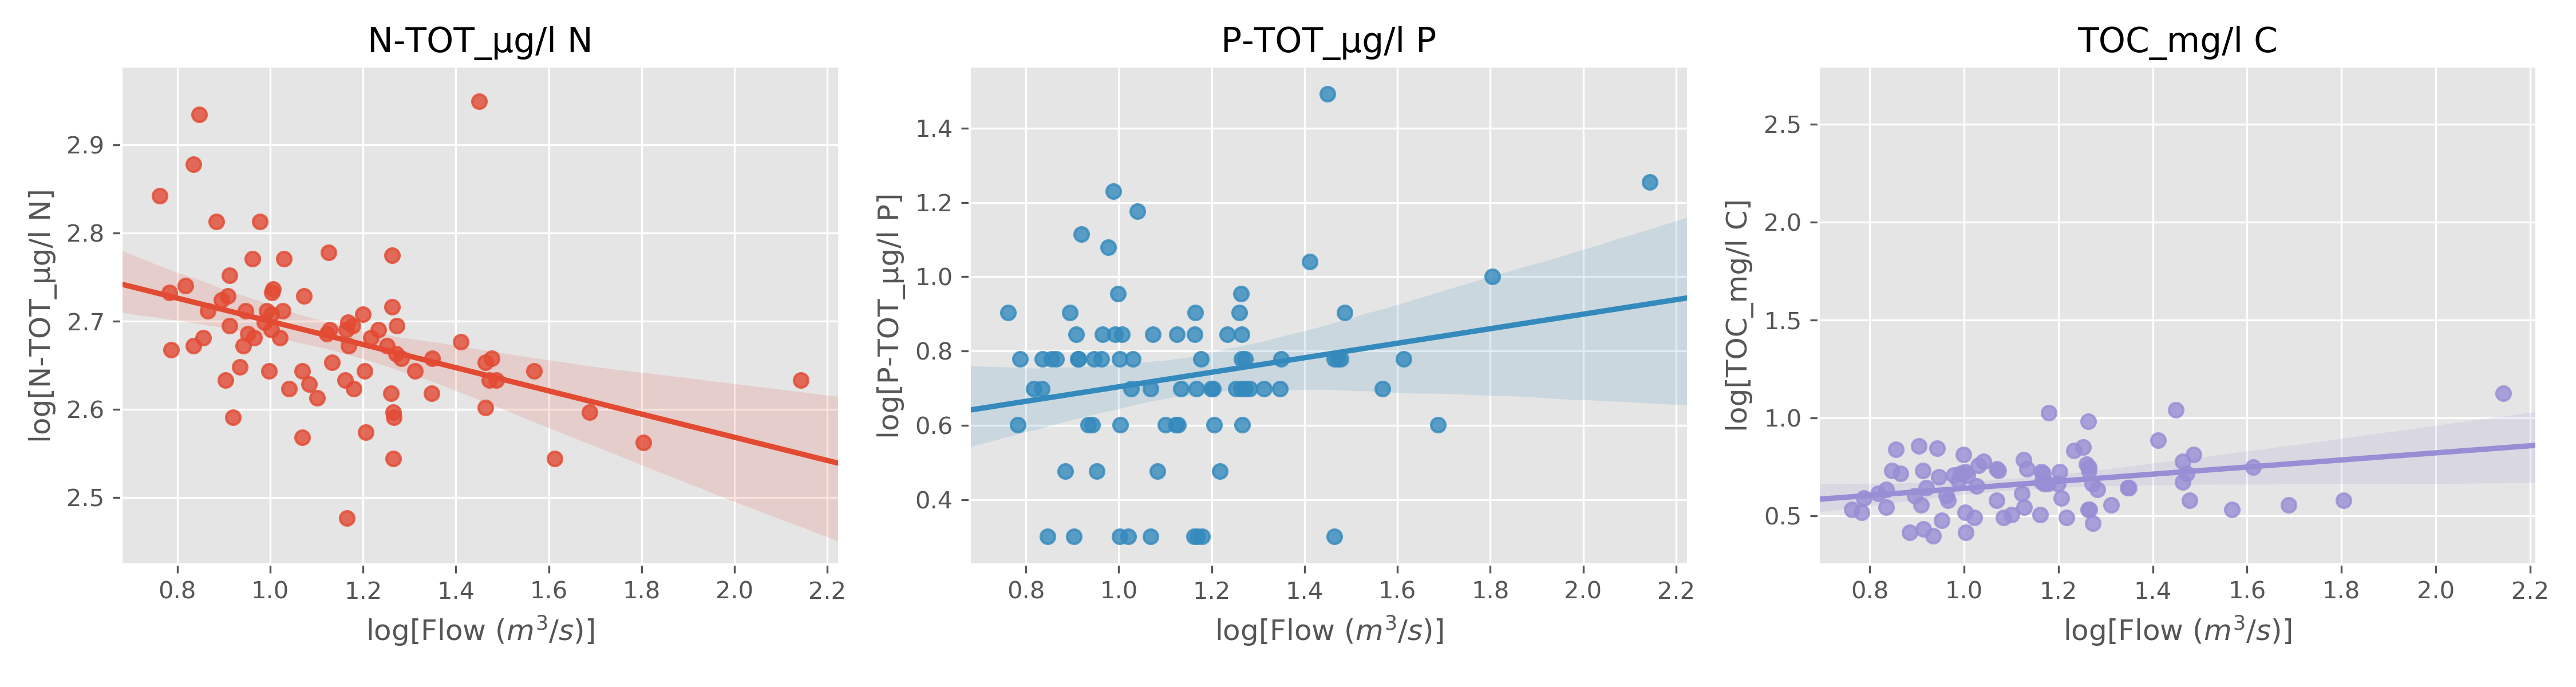 N-TOT_µg/l N
log[N-TOT_µg/l N]
2.9
2.8
2.7
2.6
2.5
0.8 1.0 1.2 1.4 1.6 1.8 2.0 2.2
log[Flow (m³/s)]
P-TOT_µg/l P
log[P-TOT_µg/l P]
1.4
1.2
1.0
0.8
0.6
0.4
0.8 1.0 1.2 1.4 1.6 1.8 2.0 2.2
log[Flow (m³/s)]
TOC_mg/l C
log[TOC_mg/l C]
2.5
2.0
1.5
1.0
0.5
0.8 1.0 1.2 1.4 1.6 1.8 2.0 2.2
log[Flow (m³/s)]